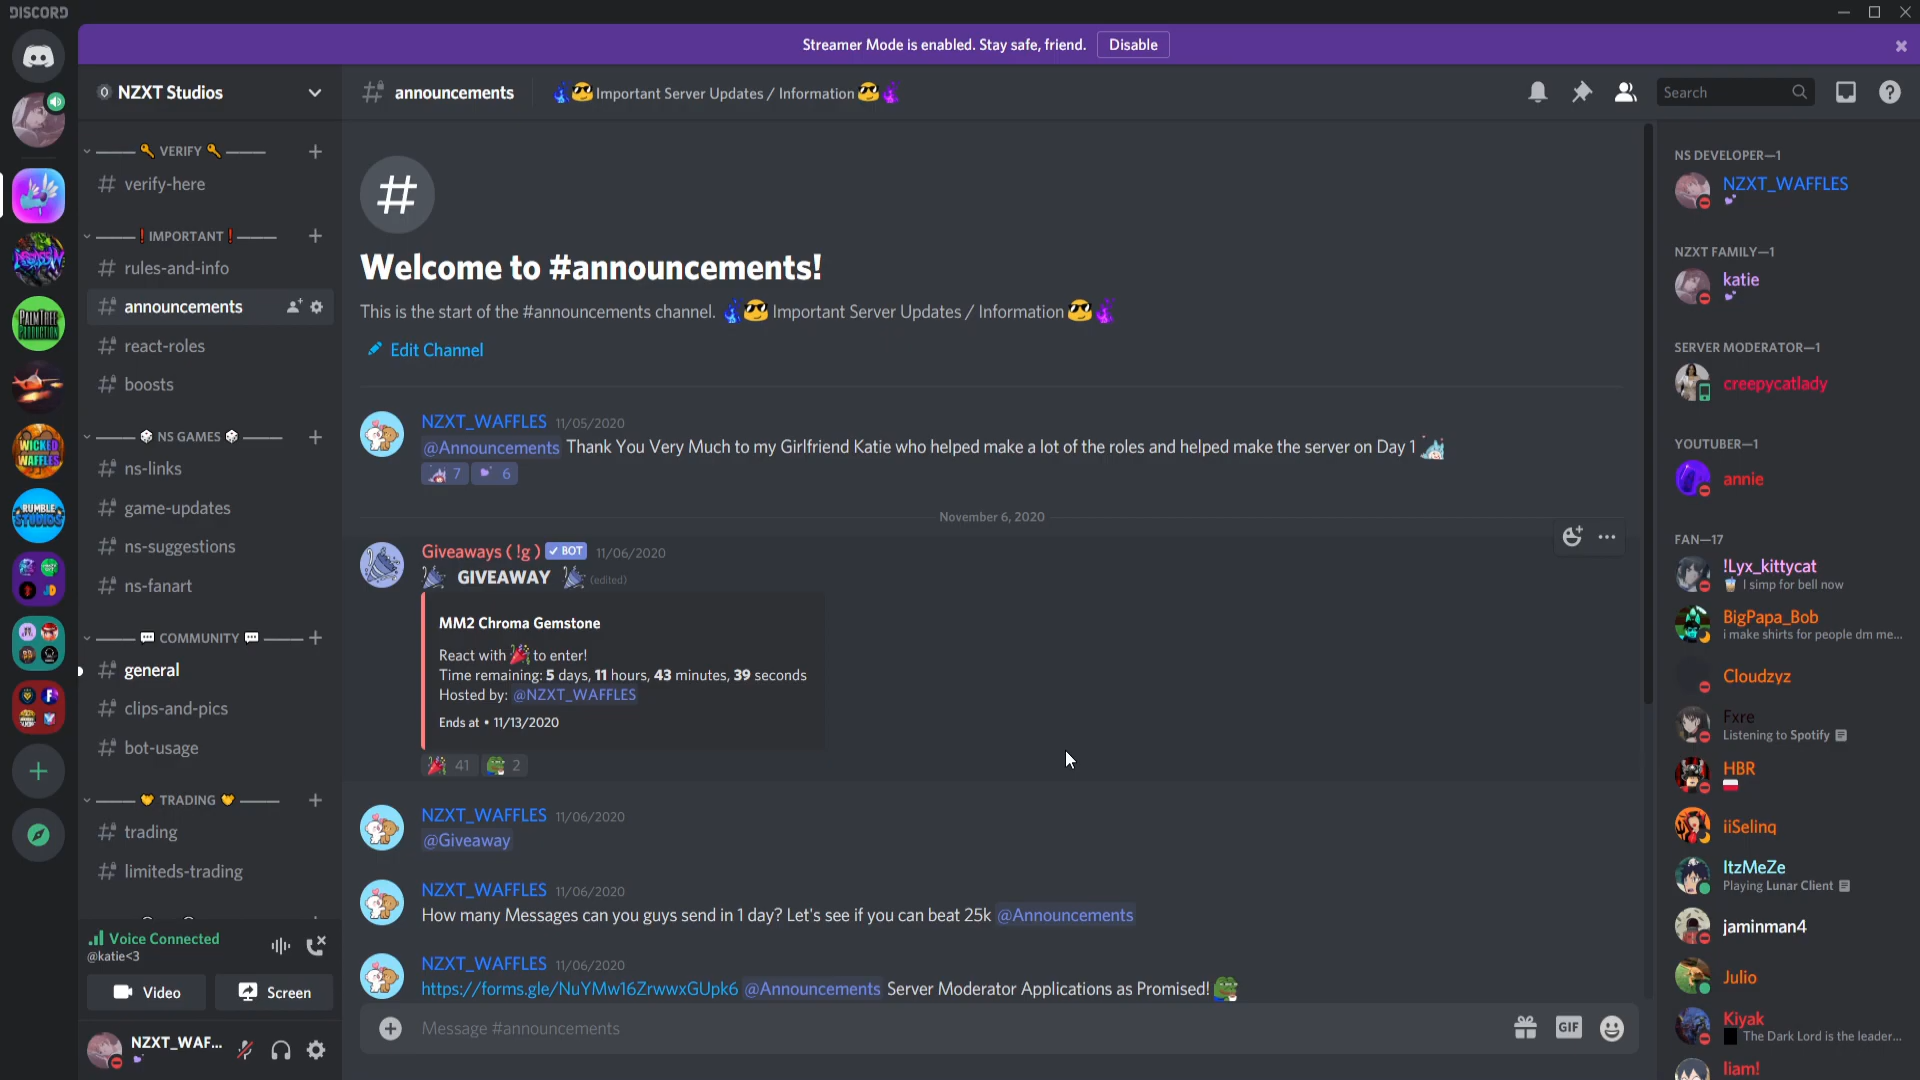 DISCORD
Streamer Mode is enabled. Stay safe, friend. Disable
NZXT Studios
announcements
Important Server Updates / Information
Search
VERIFY
verify-here
IMPORTANT
rules-and-info
announcements
react-roles
boosts
NS GAMES
ns-links
game-updates
ns-suggestions
ns-fanart
COMMUNITY
general
clips-and-pics
bot-usage
TRADING
trading
limiteds-trading
Voice Connected
@katie<3
Video
Screen
NZXT_WAF...
PALMTREE
PRODUCTION
WICKED
WAFFLES
RUMBLE
STUDIOS
Welcome to #announcements!
This is the start of the #announcements channel. Important Server Updates / Information
Edit Channel
NZXT_WAFFLES 11/05/2020
@Announcements Thank You Very Much to my Girlfriend Katie who helped make a lot of the roles and helped make the server on Day 1
7 6
November 6, 2020
Giveaways ( !g ) BOT 11/06/2020
GIVEAWAY (edited)
MM2 Chroma Gemstone
React with to enter!
Time remaining: 5 days, 11 hours, 43 minutes, 39 seconds
Hosted by: @NZXT_WAFFLES
Ends at • 11/13/2020
41 2
NZXT_WAFFLES 11/06/2020
@Giveaway
NZXT_WAFFLES 11/06/2020
How many Messages can you guys send in 1 day? Let's see if you can beat 25k @Announcements
NZXT_WAFFLES 11/06/2020
https://forms.gle/NuYMw16ZrwwxGUpk6 @Announcements Server Moderator Applications as Promised!
Message #announcements
GIF
NS DEVELOPER—1
NZXT_WAFFLES
NZXT FAMILY—1
katie
SERVER MODERATOR—1
creepycatlady
YOUTUBER—1
annie
FAN—17
!Lyx_kittycat
I simp for bell now
BigPapa_Bob
i make shirts for people dm me...
Cloudzyz
Fxre
Listening to Spotify
HBR
iiSelinq
ItzMeZe
Playing Lunar Client
jaminman4
Julio
Kiyak
The Dark Lord is the leader...
liam!